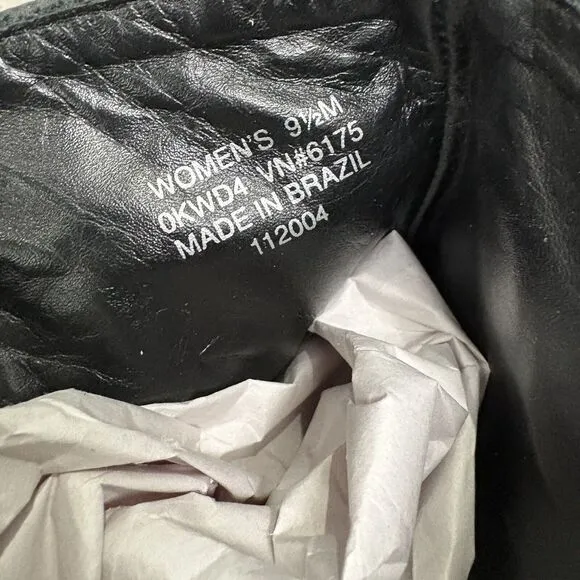 WOMEN'S 9½M
0KWD4 VN#6175
MADE IN BRAZIL
112004